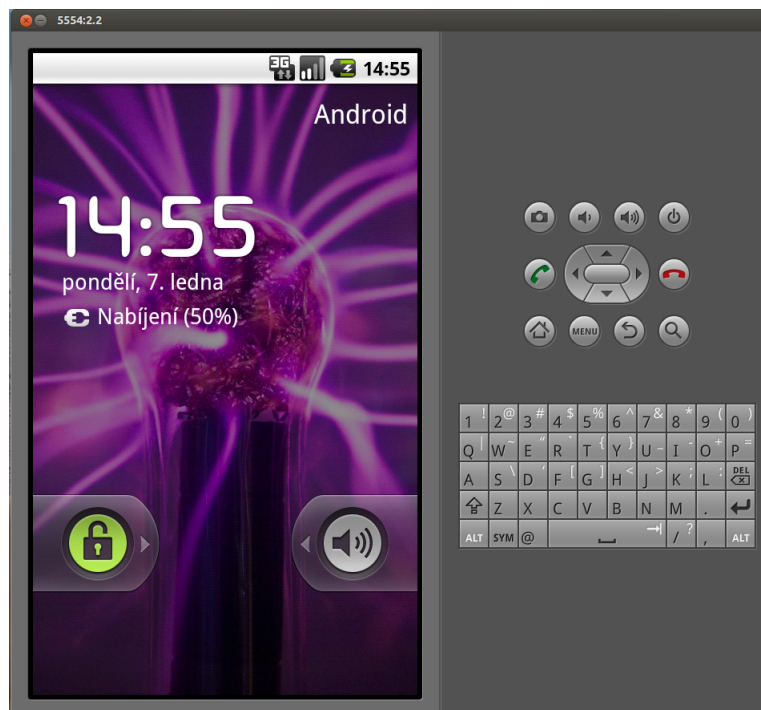 5554:2.2
3G 14:55
Android
14:55
pondělí, 7. ledna
Nabíjení (50%)
MENU
1 ! 2 @ 3 # 4 $ 5 % 6 ^ 7 & 8 * 9 ( 0 )
Q | W ~ E “ R ` T { Y } U _ I - O + P =
A S \ D ‘ F [ G ] H < J > K ; L : DEL
Z X C V B N M .
ALT SYM @ / ? , ALT